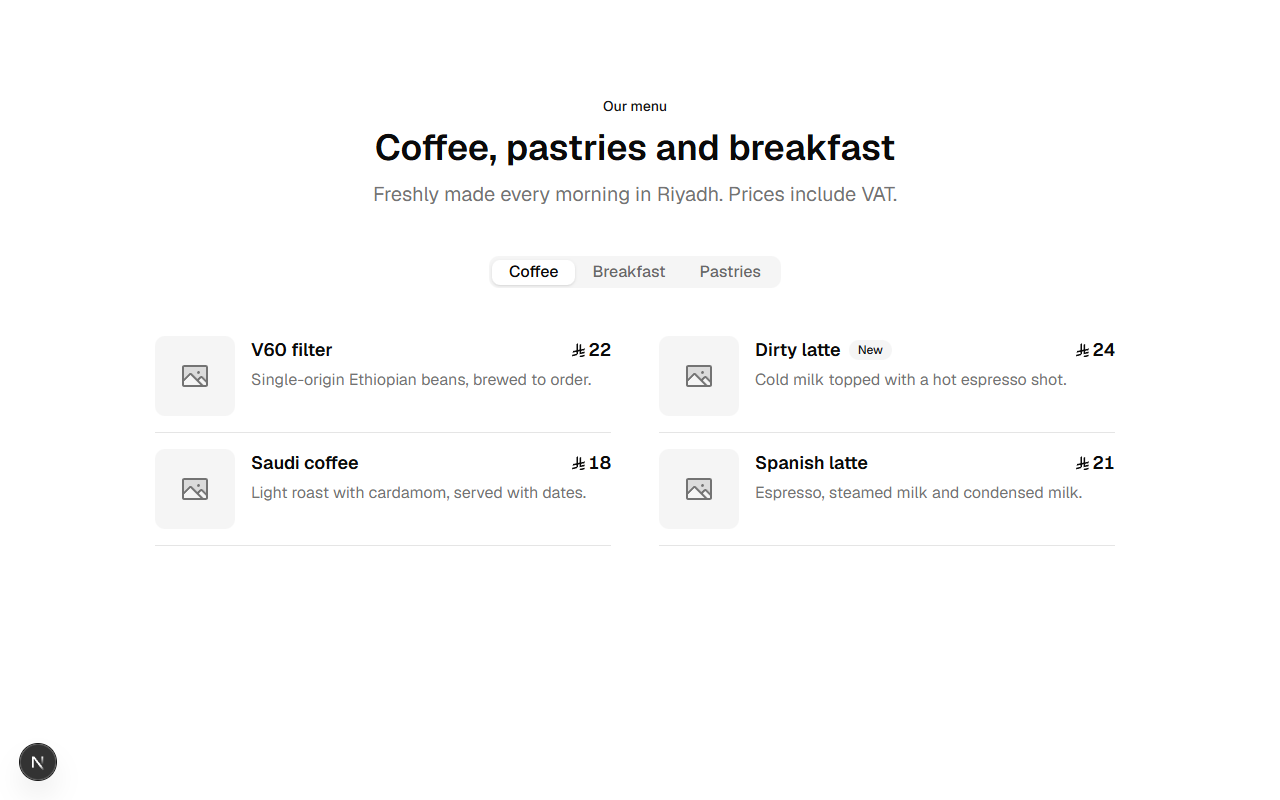 Our menu
Coffee, pastries and breakfast
Freshly made every morning in Riyadh. Prices include VAT.
Coffee Breakfast Pastries
V60 filter ⃁ 22
Single-origin Ethiopian beans, brewed to order.
Dirty latte New ⃁ 24
Cold milk topped with a hot espresso shot.
Saudi coffee ⃁ 18
Light roast with cardamom, served with dates.
Spanish latte ⃁ 21
Espresso, steamed milk and condensed milk.
N